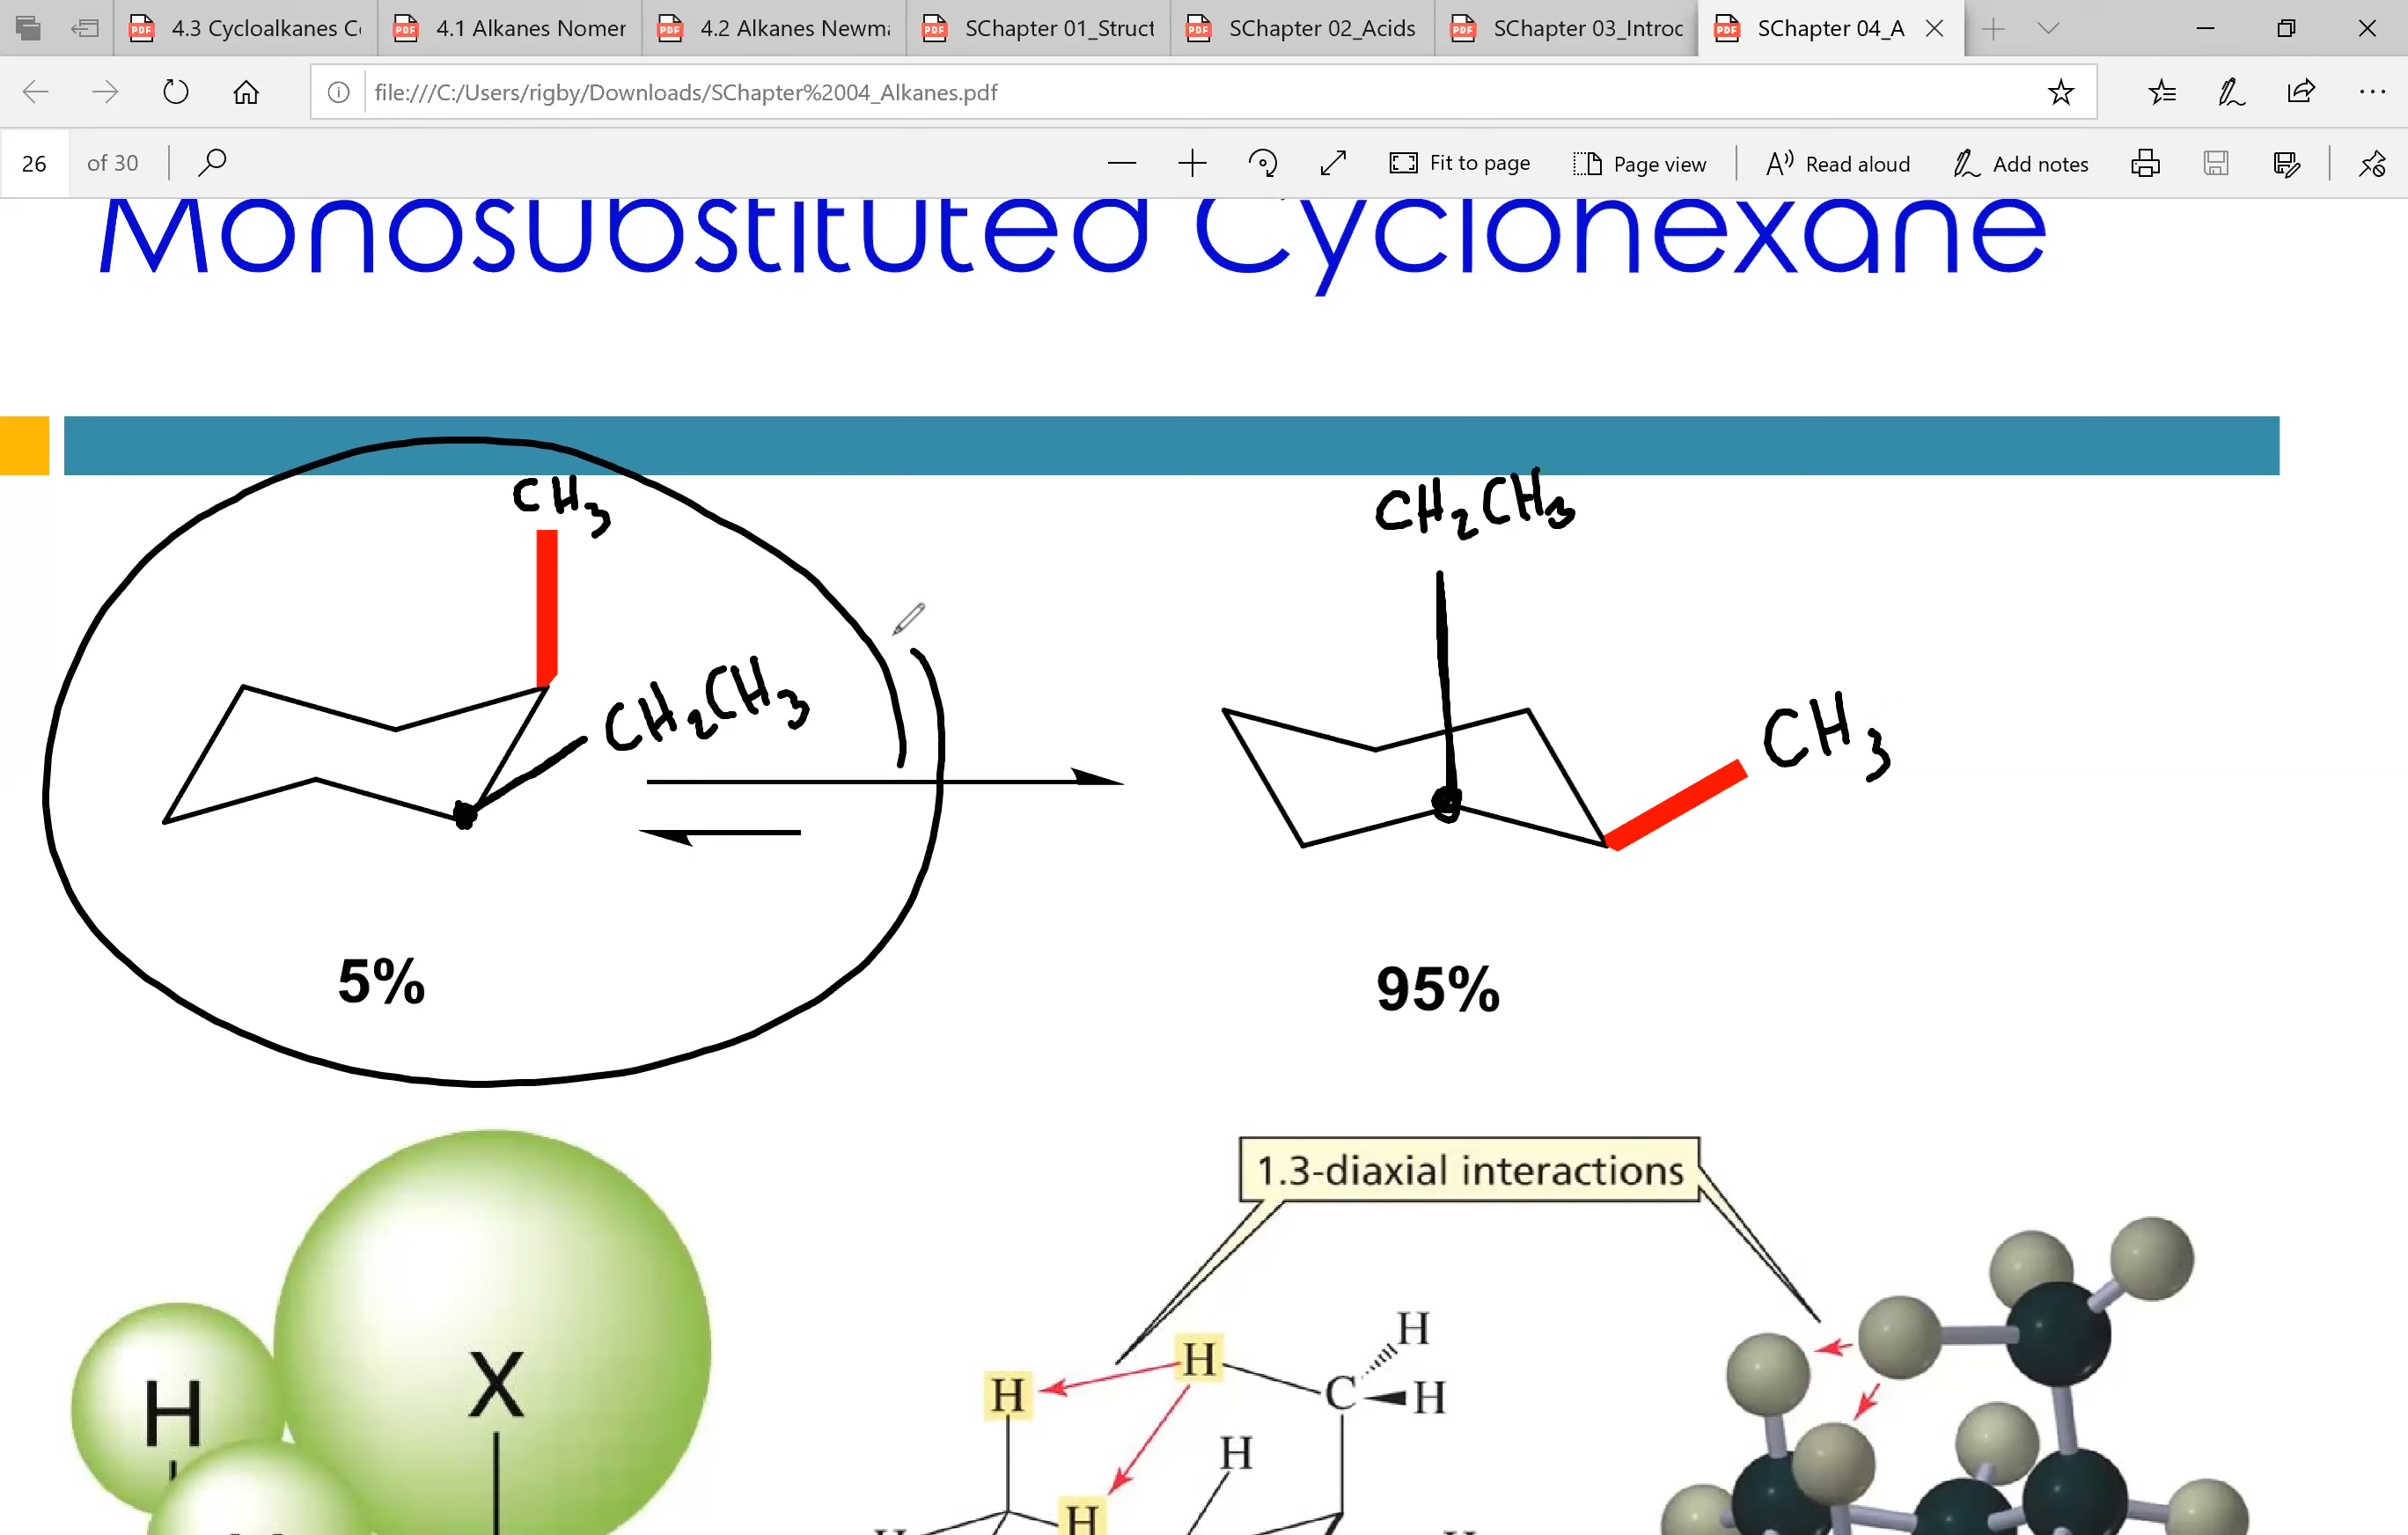 4.3 Cycloalkanes C
4.1 Alkanes Nomer
4.2 Alkanes Newm
SChapter 01_Struct
SChapter 02_Acids
SChapter 03_Introc
SChapter 04_A
file:///C:/Users/rigby/Downloads/SChapter%2004_Alkanes.pdf
26 of 30
Fit to page
Page view
Read aloud
Add notes
Monosubstituted Cyclohexane
CH3
CH2CH3
CH2CH3
CH3
5%
95%
1.3-diaxial interactions
H
X
H
H
H
C
H
H
H